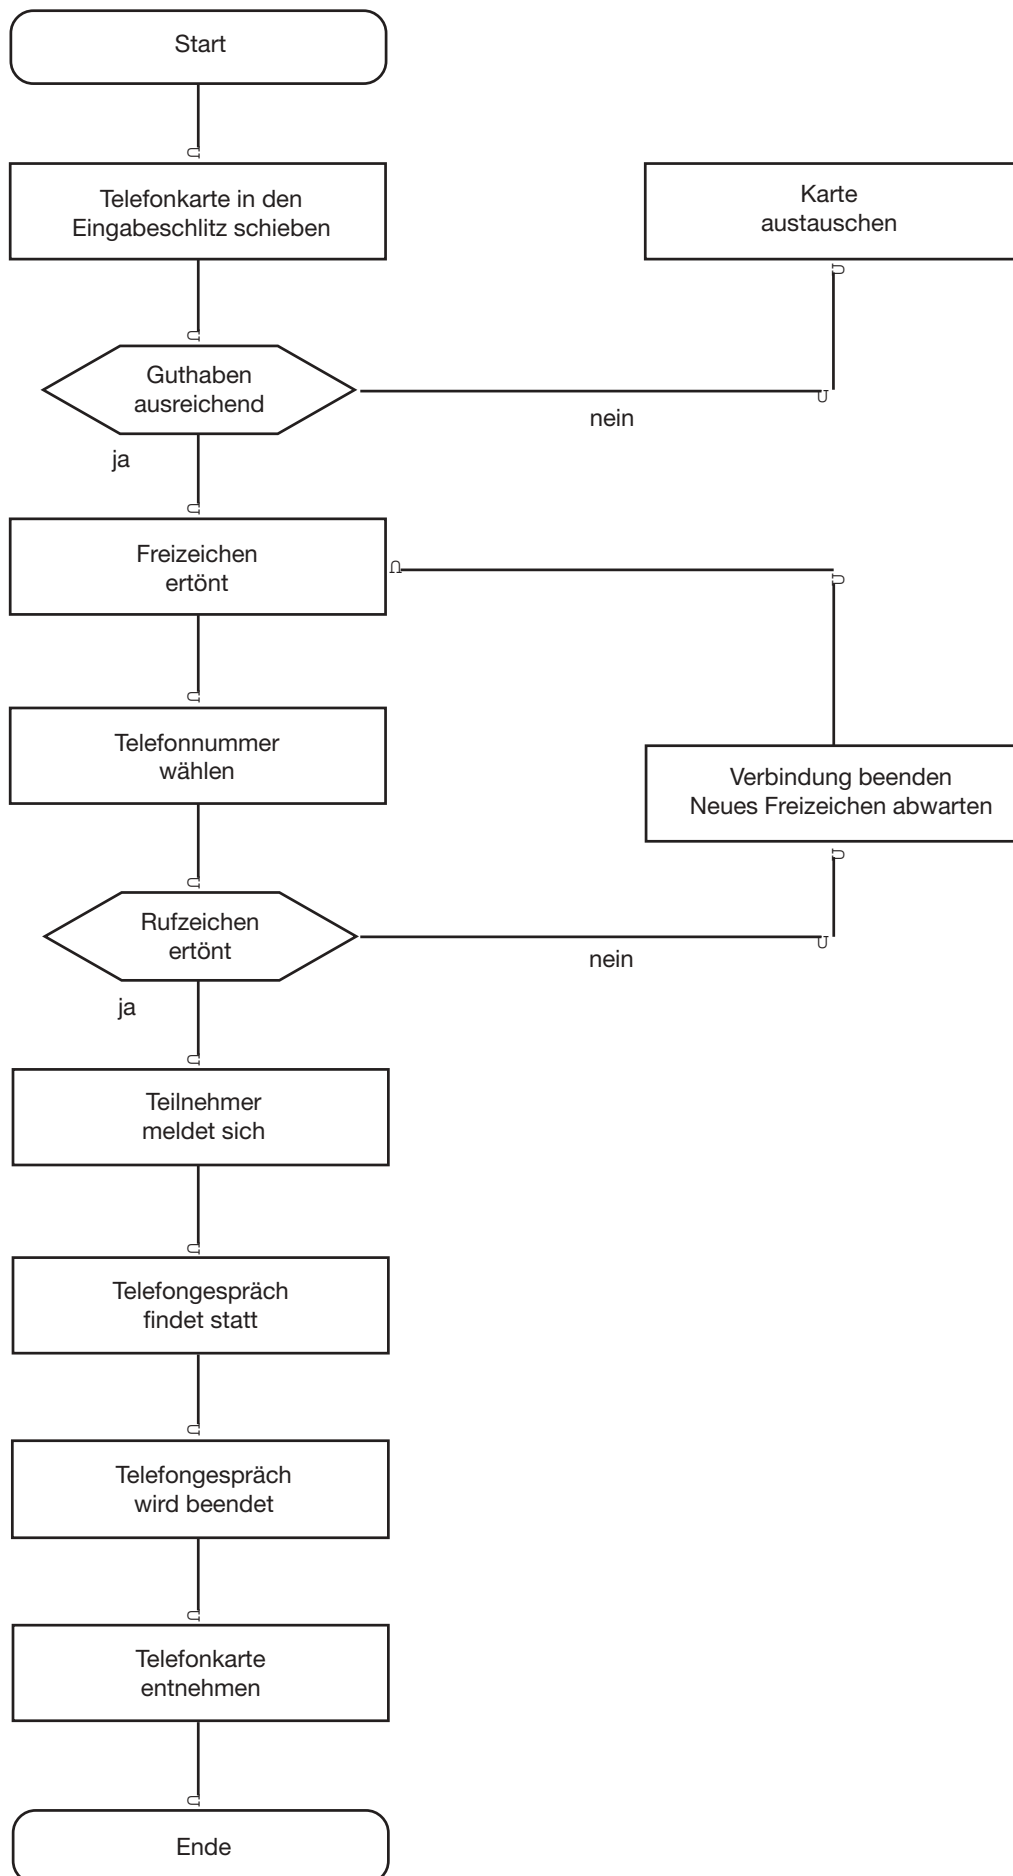 Start
Telefonkarte in den
Eingabeschlitz schieben
Karte
austauschen
Guthaben
ausreichend
nein
ja
Freizeichen
ertönt
Telefonnummer
wählen
Verbindung beenden
Neues Freizeichen abwarten
Rufzeichen
ertönt
nein
ja
Teilnehmer
meldet sich
Telefongespräch
findet statt
Telefongespräch
wird beendet
Telefonkarte
entnehmen
Ende